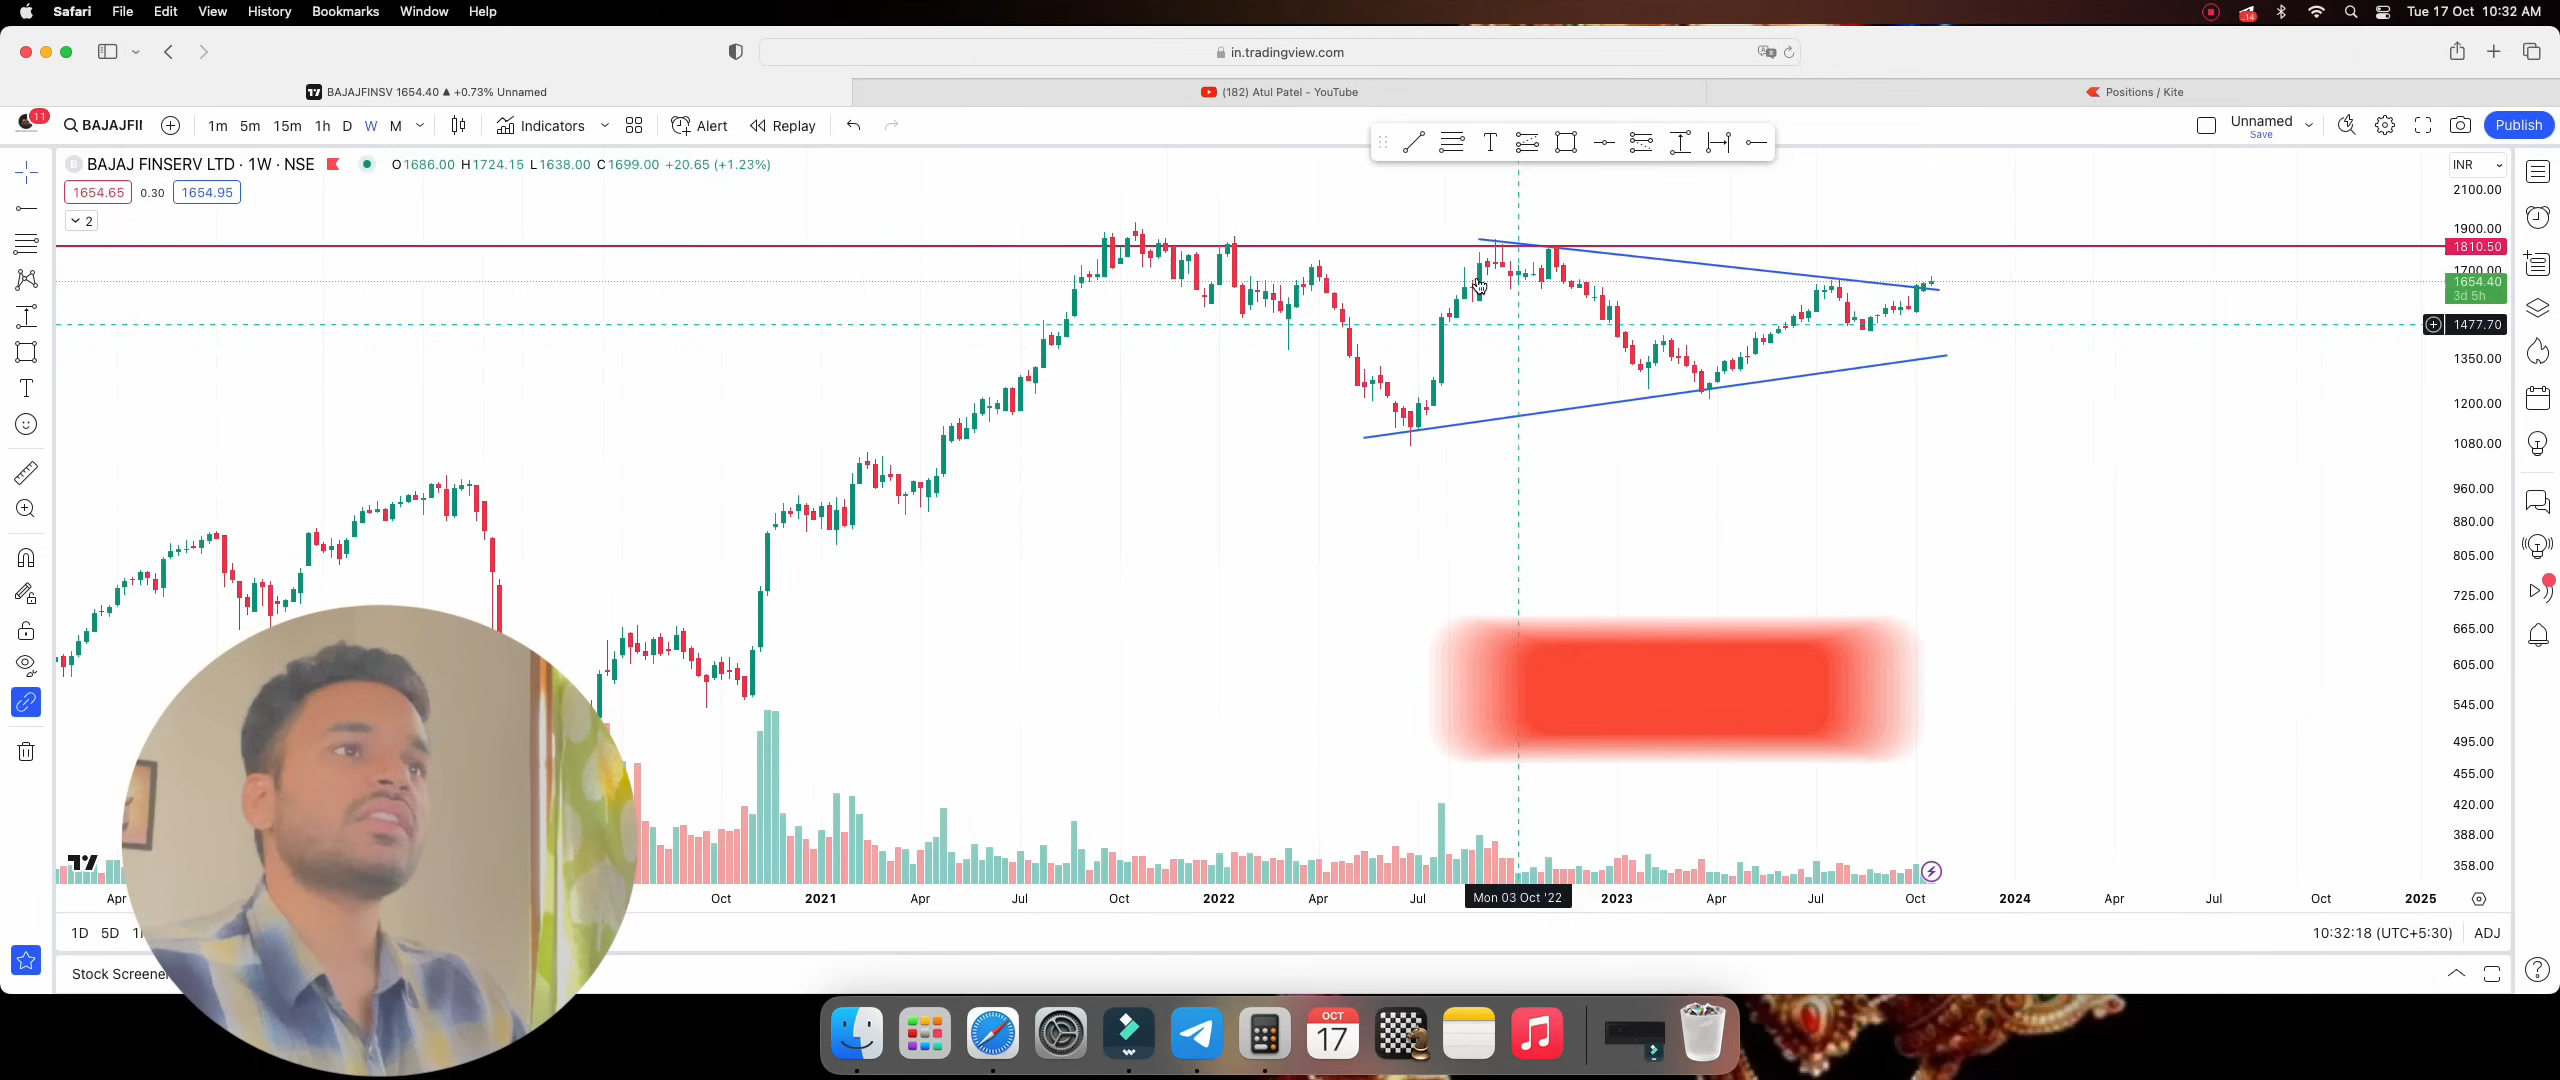 Safari File Edit View History Bookmarks Window Help
14
Tue 17 Oct 10:32 AM
in.tradingview.com
BAJAJFINSV 1654.40 ▲ +0.73% Unnamed
(182) Atul Patel - YouTube
Positions / Kite
11
BAJAJFII
1m 5m 15m 1h D W M
Indicators
Alert
Replay
Unnamed
Save
Publish
BAJAJ FINSERV LTD · 1W · NSE
O1686.00 H1724.15 L1638.00 C1699.00 +20.65 (+1.23%)
INR
1654.65 0.30 1654.95
2
2100.00
1900.00
1810.50
1700.00
1654.40
3d 5h
1477.70
1350.00
1200.00
1080.00
960.00
880.00
805.00
725.00
665.00
605.00
545.00
495.00
455.00
420.00
388.00
358.00
Apr
Oct 2021 Apr Jul Oct 2022 Apr Jul
Mon 03 Oct '22
2023 Apr Jul Oct 2024 Apr Jul Oct 2025
1D 5D
10:32:18 (UTC+5:30) ADJ
Stock Screener
OCT
17